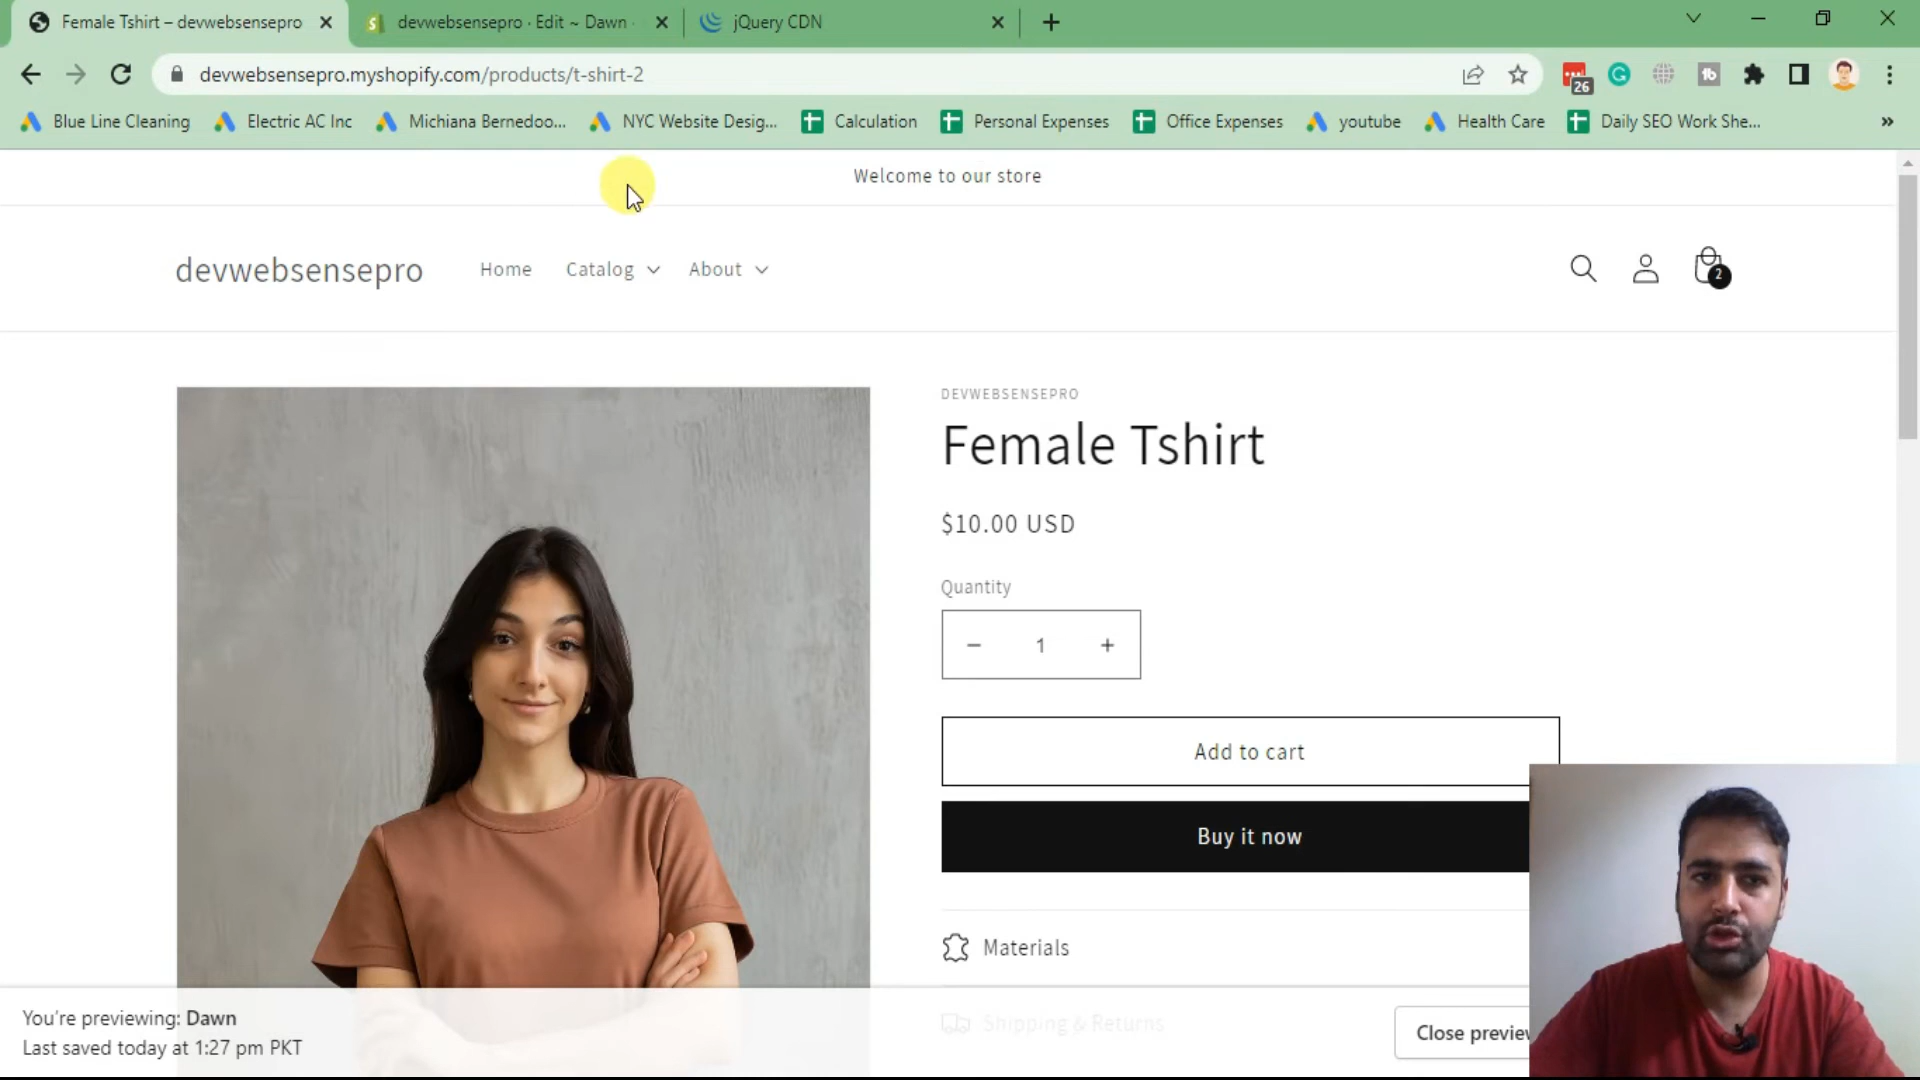 Female Tshirt – devwebsensepro
devwebsensepro · Edit ~ Dawn ·
jQuery CDN
devwebsensepro.myshopify.com/products/t-shirt-2
26
Blue Line Cleaning
Electric AC Inc
Michiana Bernedoo...
NYC Website Desig...
Calculation
Personal Expenses
Office Expenses
youtube
Health Care
Daily SEO Work She...
»
Welcome to our store
devwebsensepro
Home
Catalog
About
2
DEVWEBSENSEPRO
Female Tshirt
$10.00 USD
Quantity
− 1 +
Add to cart
Buy it now
Materials
Shipping & Returns
You're previewing: Dawn
Last saved today at 1:27 pm PKT
Close preview